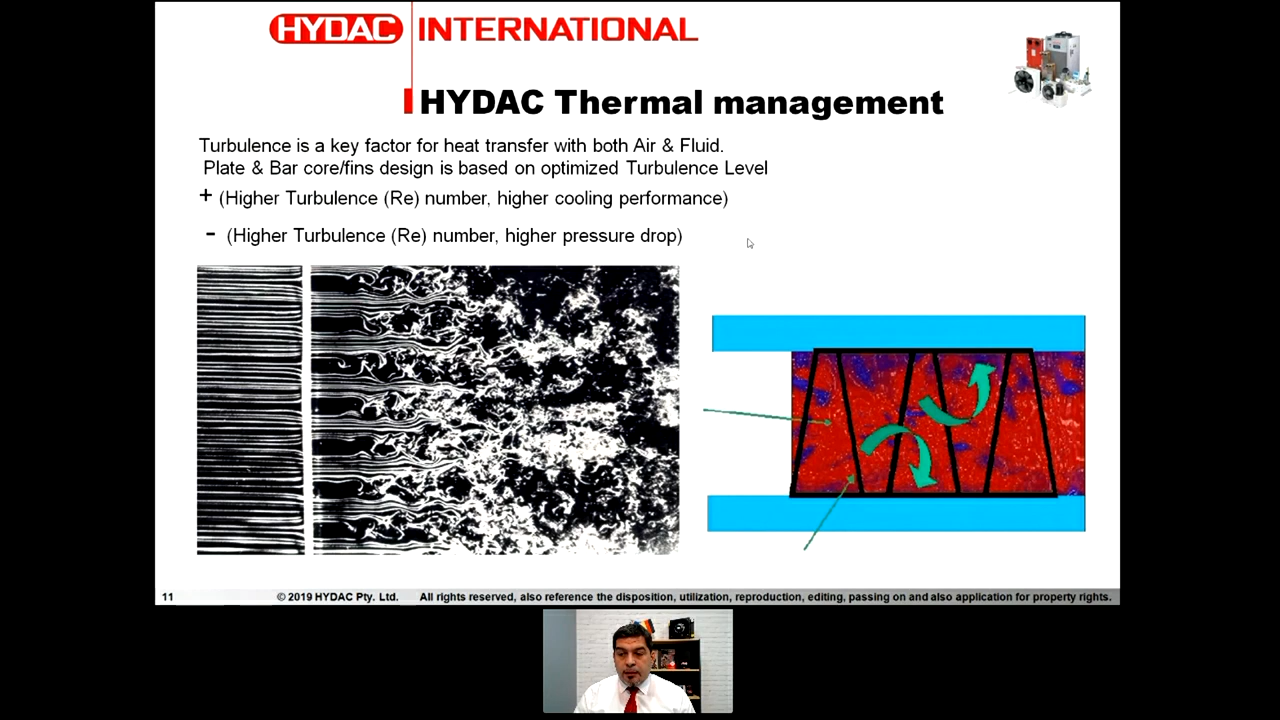 HYDAC INTERNATIONAL
HYDAC Thermal management
Turbulence is a key factor for heat transfer with both Air & Fluid.
Plate & Bar core/fins design is based on optimized Turbulence Level
+ (Higher Turbulence (Re) number, higher cooling performance)
- (Higher Turbulence (Re) number, higher pressure drop)
11 © 2019 HYDAC Pty. Ltd. All rights reserved, also reference the disposition, utilization, reproduction, editing, passing on and also application for property rights.